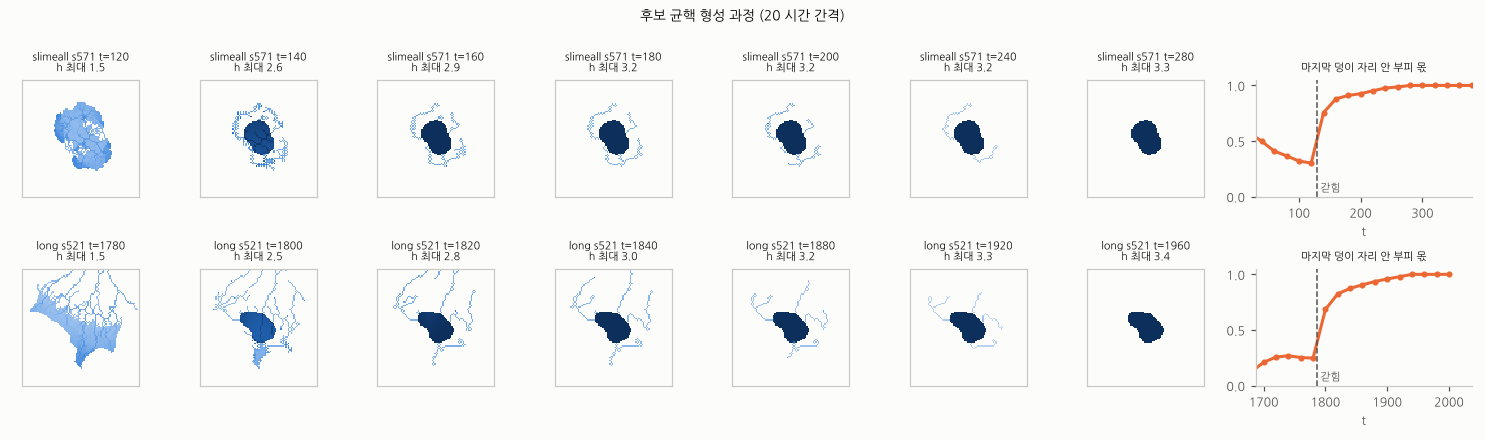 후보 균핵 형성 과정 (20 시간 간격)
slimeall s571 t=120
h 최대 1.5
slimeall s571 t=140
h 최대 2.6
slimeall s571 t=160
h 최대 2.9
slimeall s571 t=180
h 최대 3.2
slimeall s571 t=200
h 최대 3.2
slimeall s571 t=240
h 최대 3.2
slimeall s571 t=280
h 최대 3.3
마지막 덩이 자리 안 부피 몫
1.0
0.5
0.0
갇힘
100
200
300
t
long s521 t=1780
h 최대 1.5
long s521 t=1800
h 최대 2.5
long s521 t=1820
h 최대 2.8
long s521 t=1840
h 최대 3.0
long s521 t=1880
h 최대 3.2
long s521 t=1920
h 최대 3.3
long s521 t=1960
h 최대 3.4
마지막 덩이 자리 안 부피 몫
1.0
0.5
0.0
갇힘
1700
1800
1900
2000
t